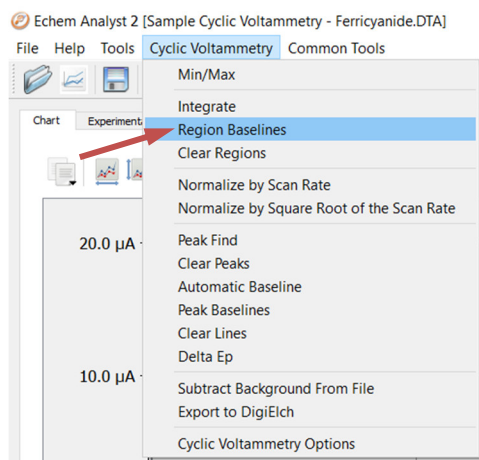 Echem Analyst 2 [Sample Cyclic Voltammetry - Ferricyanide.DTA]
File Help Tools Cyclic Voltammetry Common Tools
Min/Max
Integrate
Chart
Region Baselines
Clear Regions
Normalize by Scan Rate
Normalize by Square Root of the Scan Rate
20.0 µA
Peak Find
Clear Peaks
Automatic Baseline
Peak Baselines
Clear Lines
Delta Ep
10.0 µA
Subtract Background From File
Export to DigiElch
Cyclic Voltammetry Options